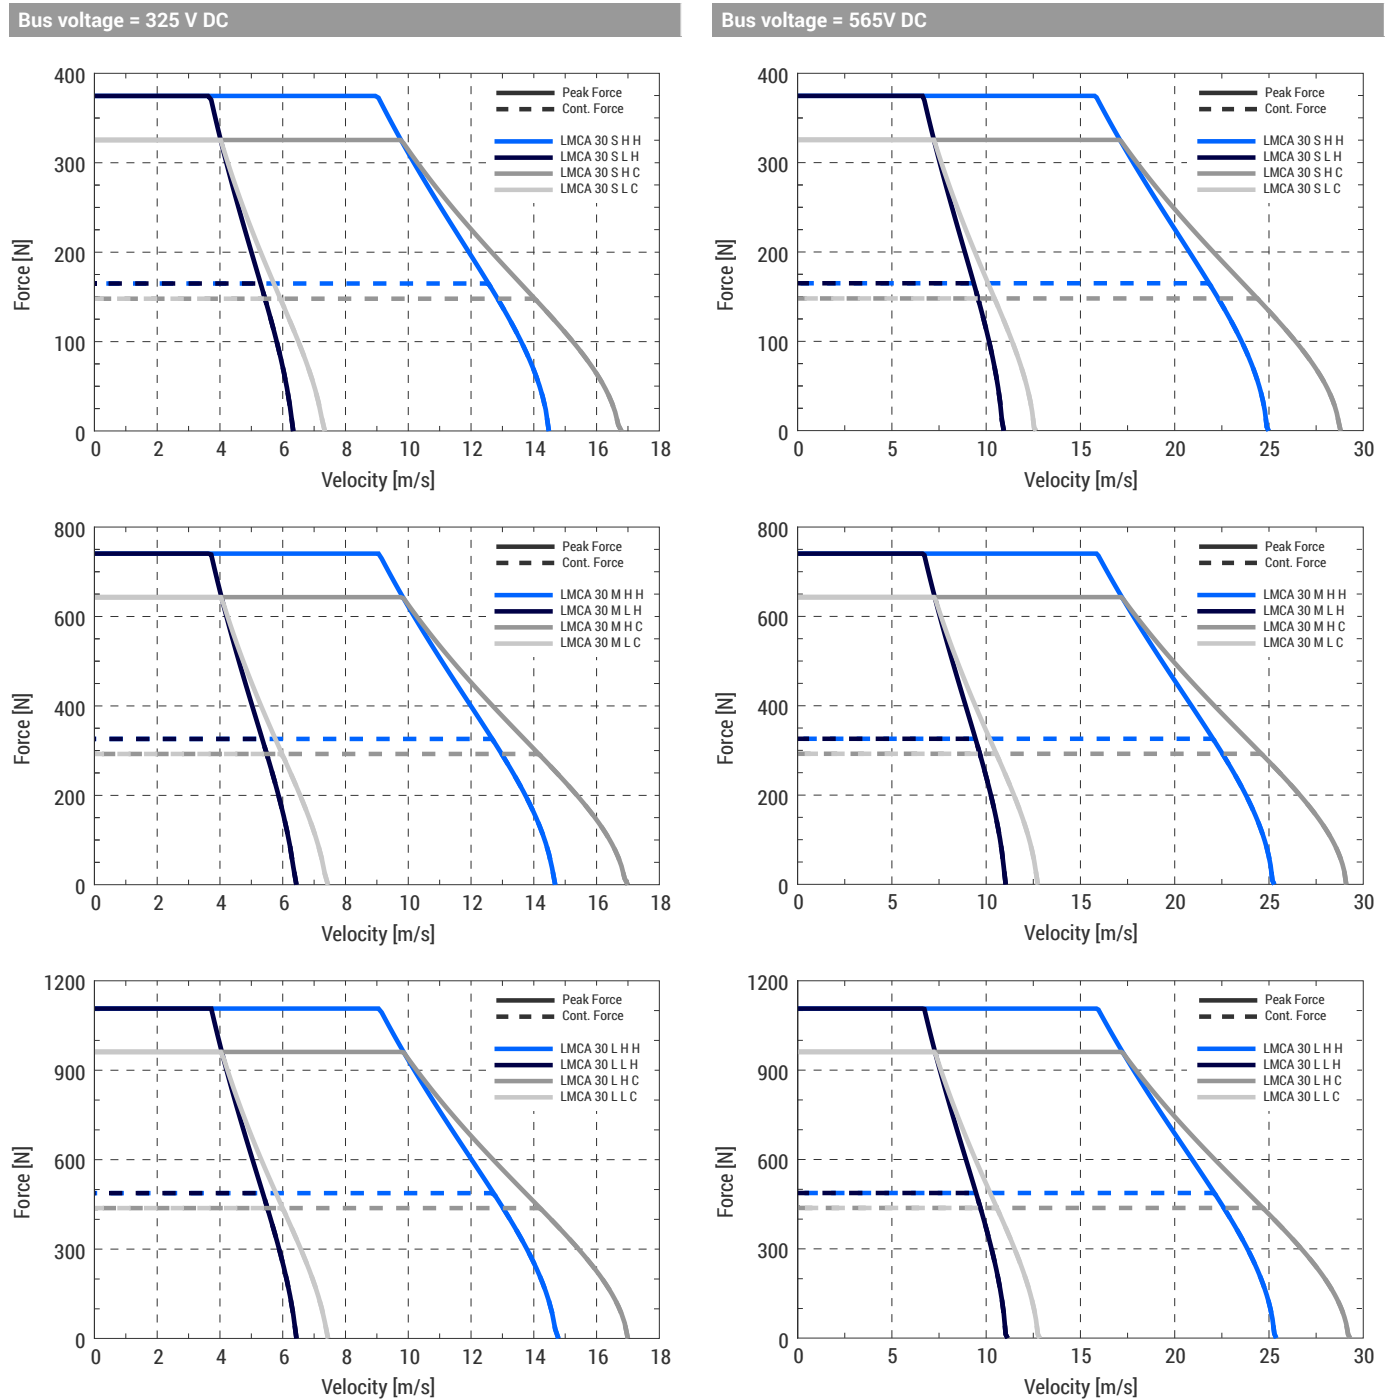 Bus voltage = 325 V DC
Bus voltage = 565V DC
400
300
200
100
0
Force [N]
0 2 4 6 8 10 12 14 16 18
Velocity [m/s]
Peak Force
Cont. Force
LMCA 30 S H H
LMCA 30 S L H
LMCA 30 S H C
LMCA 30 S L C
400
300
200
100
0
Force [N]
0 5 10 15 20 25 30
Velocity [m/s]
Peak Force
Cont. Force
LMCA 30 S H H
LMCA 30 S L H
LMCA 30 S H C
LMCA 30 S L C
800
600
400
200
0
Force [N]
0 2 4 6 8 10 12 14 16 18
Velocity [m/s]
Peak Force
Cont. Force
LMCA 30 M H H
LMCA 30 M L H
LMCA 30 M H C
LMCA 30 M L C
800
600
400
200
0
Force [N]
0 5 10 15 20 25 30
Velocity [m/s]
Peak Force
Cont. Force
LMCA 30 M H H
LMCA 30 M L H
LMCA 30 M H C
LMCA 30 M L C
1200
900
600
300
0
Force [N]
0 2 4 6 8 10 12 14 16 18
Velocity [m/s]
Peak Force
Cont. Force
LMCA 30 L H H
LMCA 30 L L H
LMCA 30 L H C
LMCA 30 L L C
1200
900
600
300
0
Force [N]
0 5 10 15 20 25 30
Velocity [m/s]
Peak Force
Cont. Force
LMCA 30 L H H
LMCA 30 L L H
LMCA 30 L H C
LMCA 30 L L C